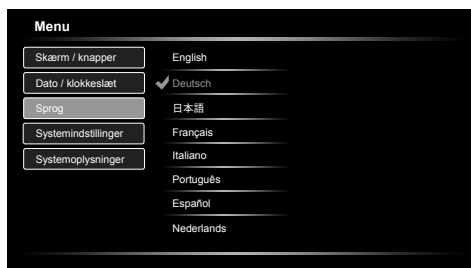 Menu
Skærm / knapper
Dato / klokkeslæt
Sprog
Systemindstillinger
Systemoplysninger
English
Deutsch
日本語
Français
Italiano
Português
Español
Nederlands